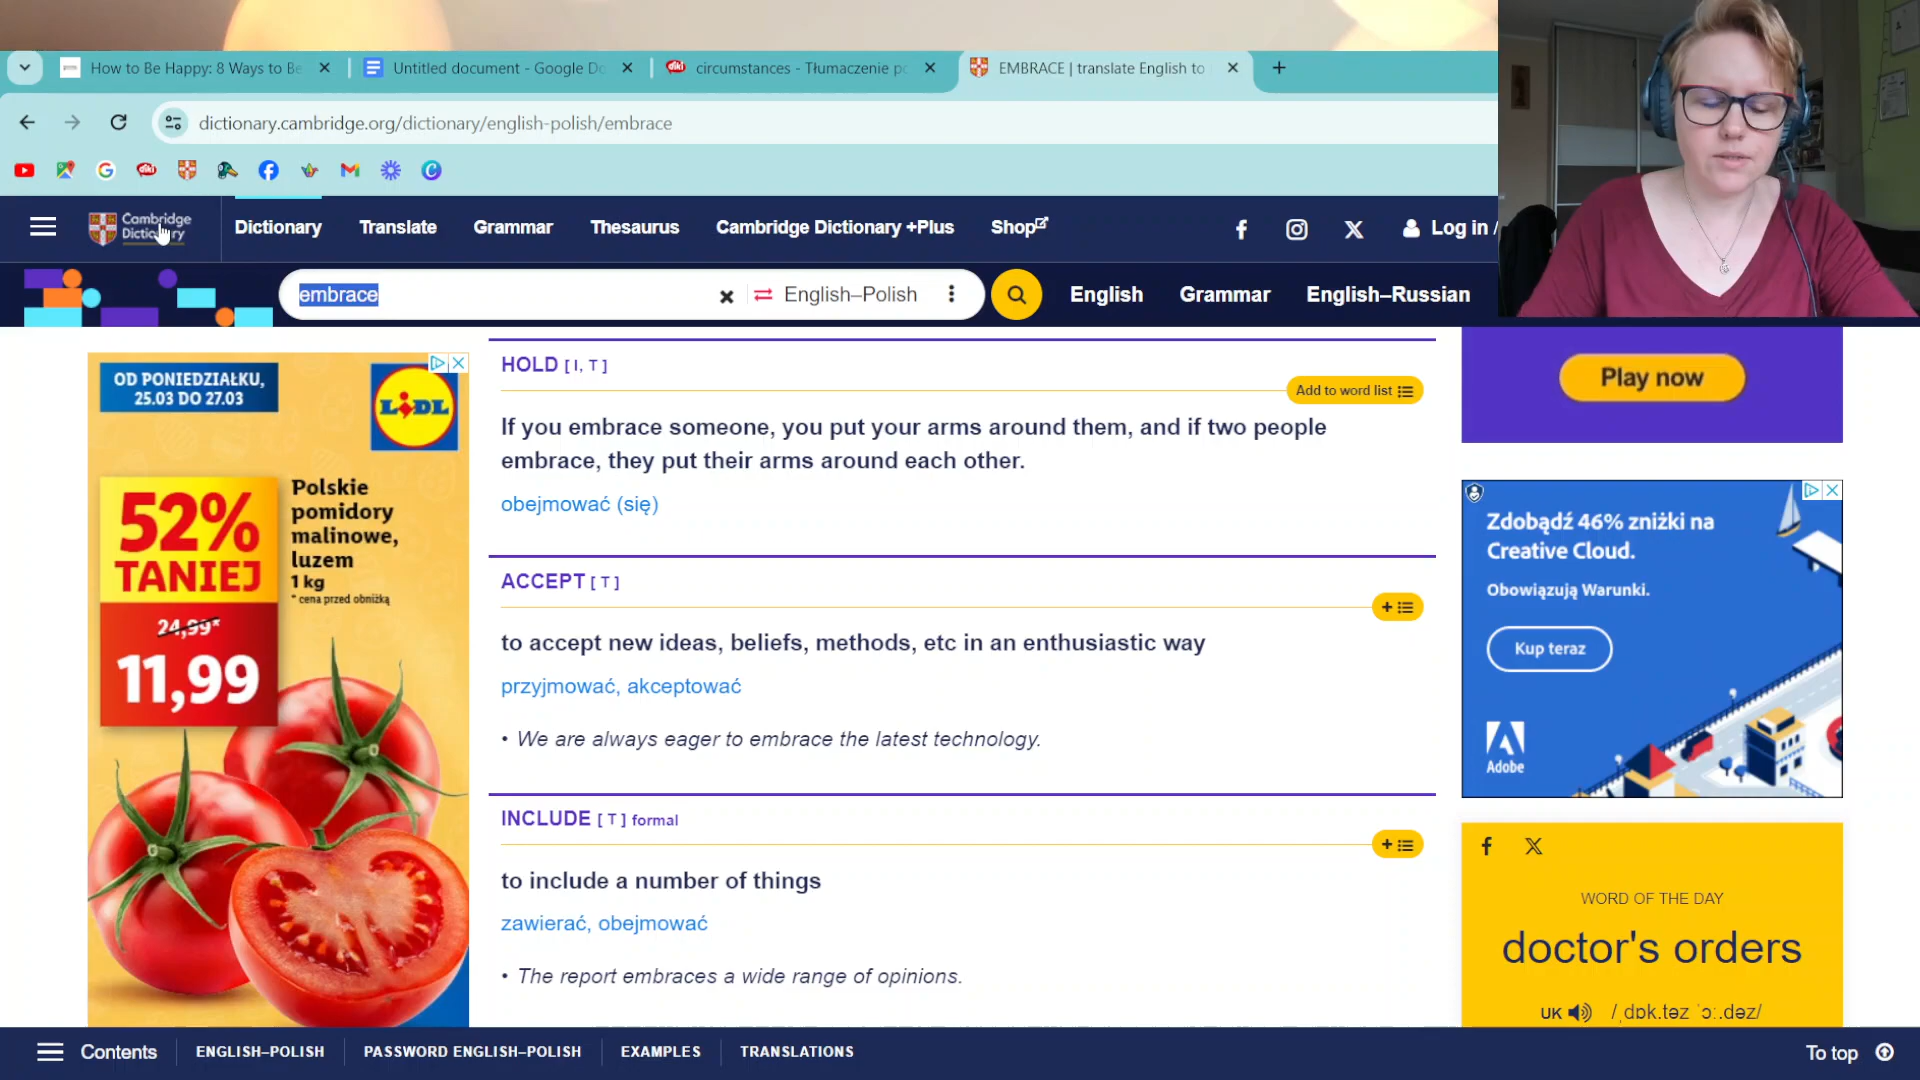 How to Be Happy: 8 Ways to Be
Untitled document - Google Do
circumstances - Tłumaczenie po
EMBRACE | translate English to
dictionary.cambridge.org/dictionary/english-polish/embrace
Cambridge
Dictionary
Dictionary
Translate
Grammar
Thesaurus
Cambridge Dictionary +Plus
Shop
Log in /
embrace
English–Polish
English
Grammar
English–Russian
OD PONIEDZIAŁKU,
25.03 DO 27.03
LIDL
52%
TANIEJ
Polskie
pomidory
malinowe,
luzem
1 kg
* cena przed obniżką
24,99*
11,99
HOLD [ I, T ]
Add to word list
If you embrace someone, you put your arms around them, and if two people
embrace, they put their arms around each other.
obejmować (się)
ACCEPT [ T ]
to accept new ideas, beliefs, methods, etc in an enthusiastic way
przyjmować, akceptować
• We are always eager to embrace the latest technology.
INCLUDE [ T ] formal
to include a number of things
zawierać, obejmować
• The report embraces a wide range of opinions.
Play now
Zdobądź 46% zniżki na
Creative Cloud.
Obowiązują Warunki.
Kup teraz
Adobe
WORD OF THE DAY
doctor's orders
UK /ˌdɒk.təz ˈɔː.dəz/
Contents
ENGLISH–POLISH
PASSWORD ENGLISH–POLISH
EXAMPLES
TRANSLATIONS
To top